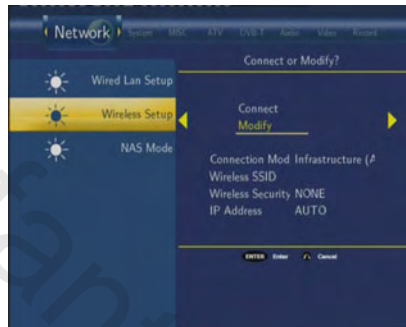 Network System MISC ATV DVB-T Audio Video Record
Connect or Modify?
Wired Lan Setup
Wireless Setup
NAS Mode
Connect
Modify
Connection Mod Infrastructure (A
Wireless SSID
Wireless Security NONE
IP Address AUTO
ENTER Enter Cancel